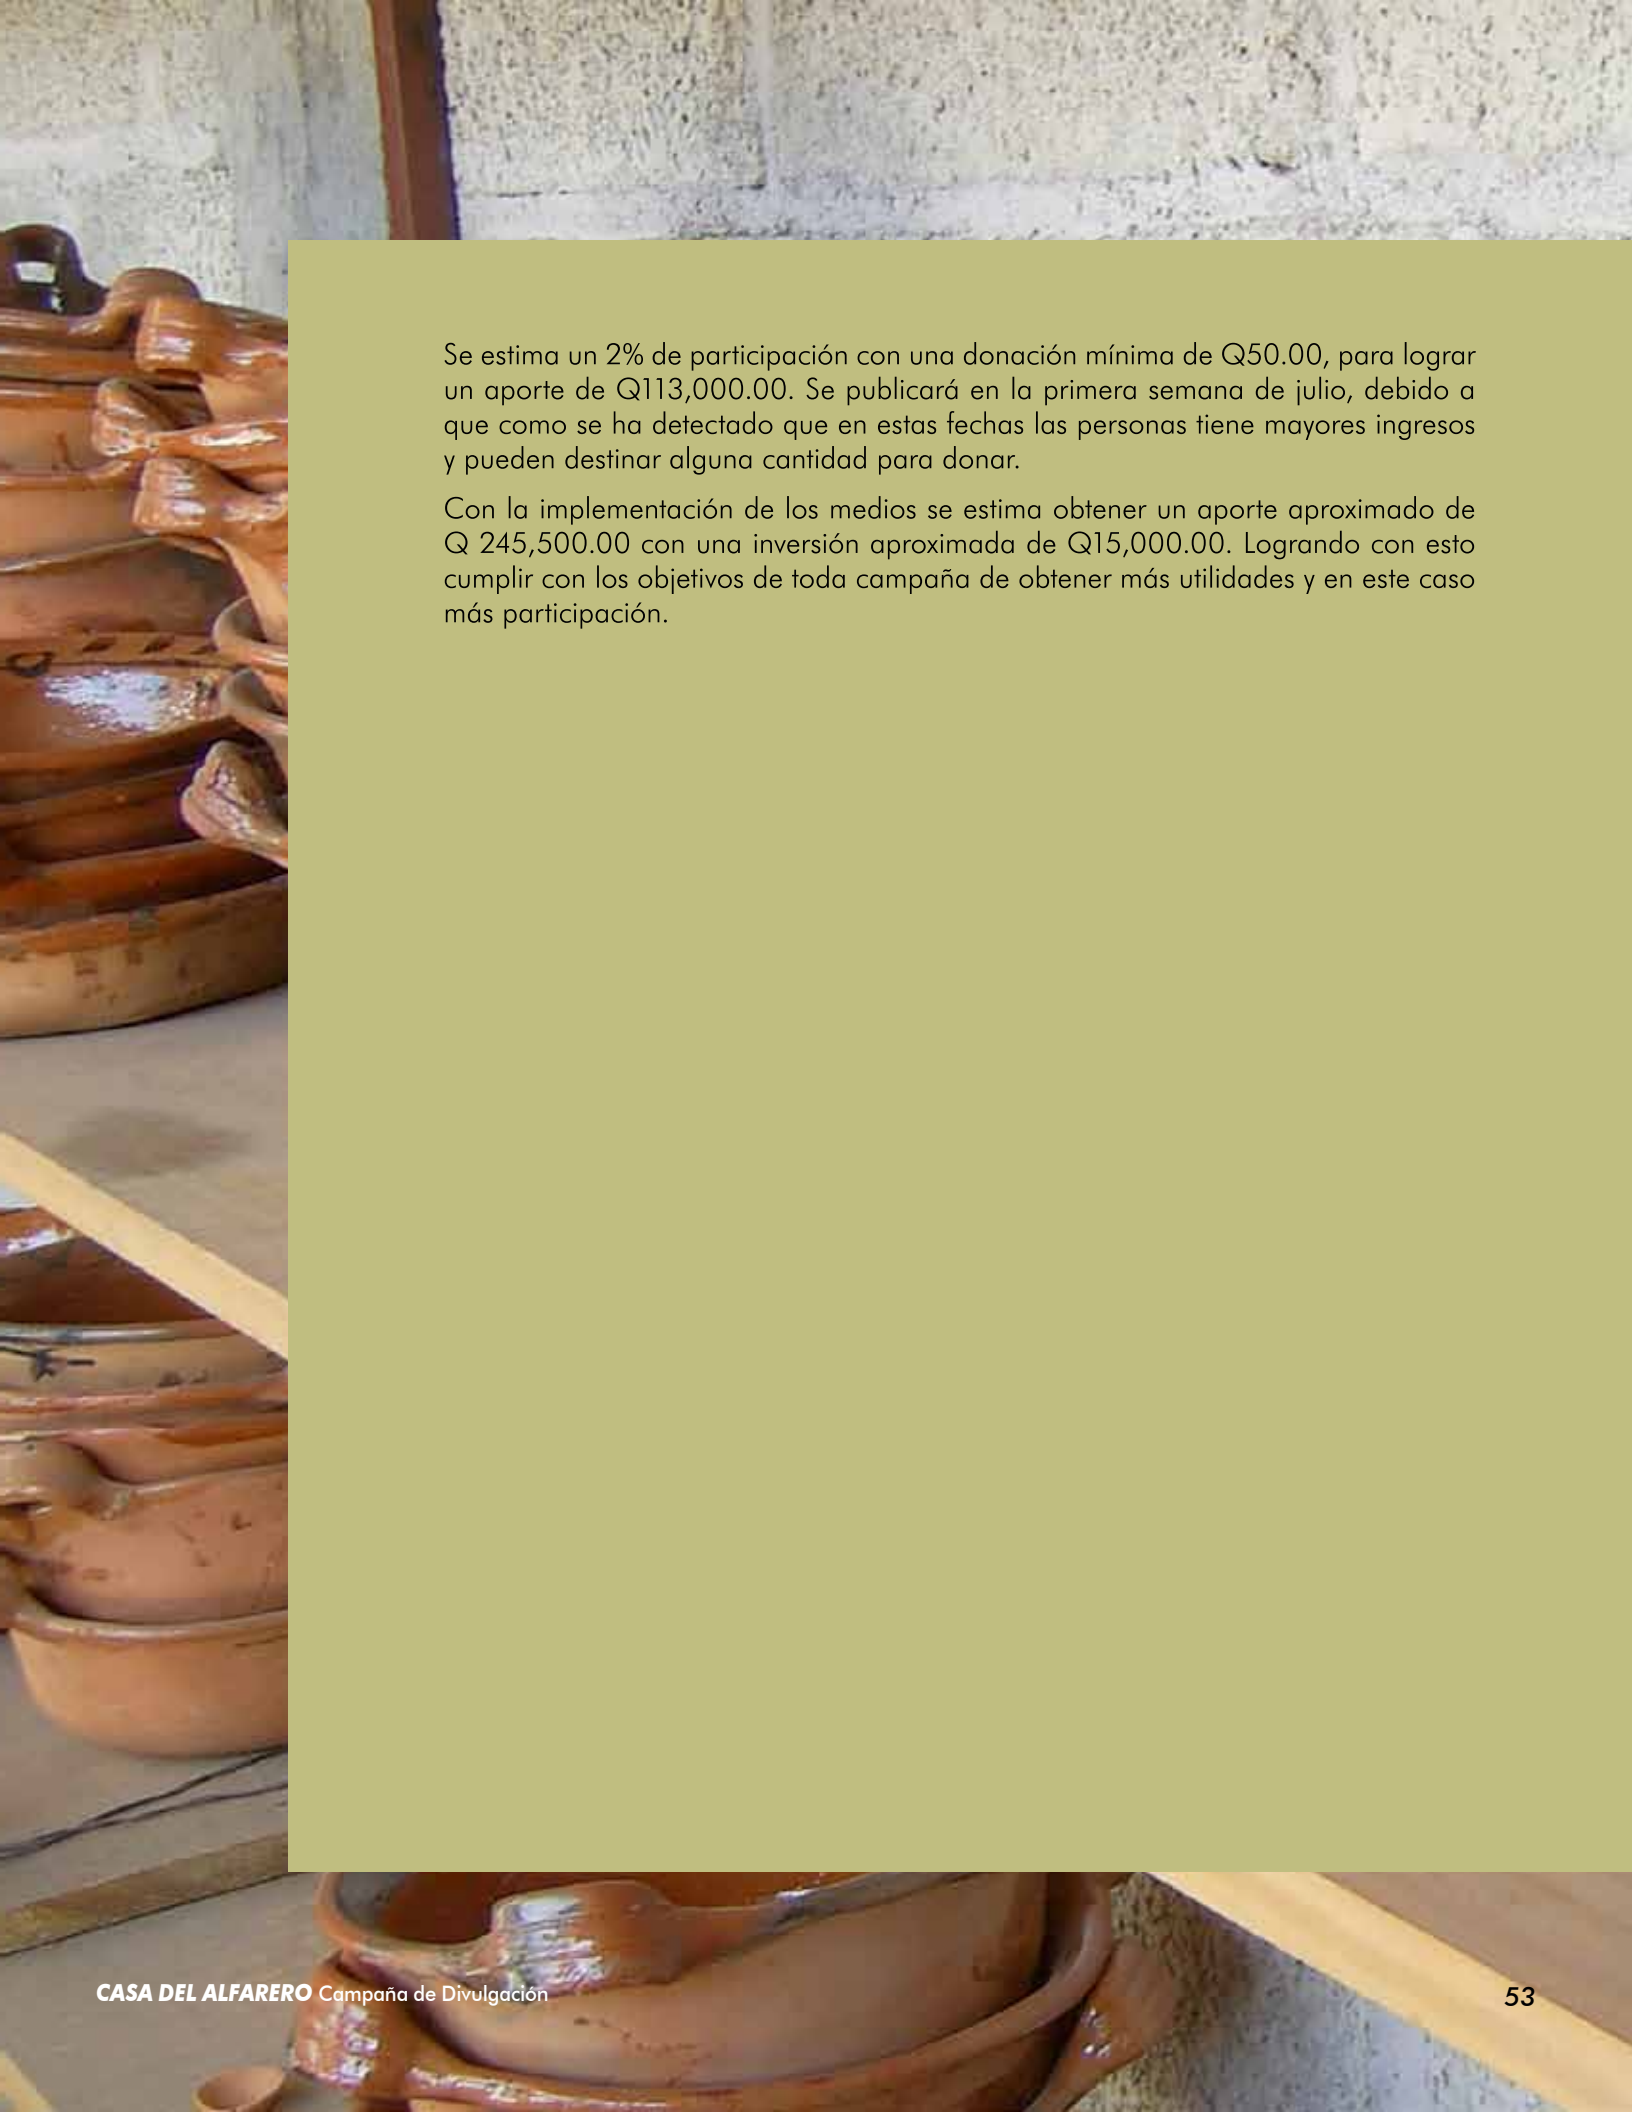 Se estima un 2% de participación con una donación mínima de Q50.00, para lograr
un aporte de Q113,000.00. Se publicará en la primera semana de julio, debido a
que como se ha detectado que en estas fechas las personas tiene mayores ingresos
y pueden destinar alguna cantidad para donar.
Con la implementación de los medios se estima obtener un aporte aproximado de
Q 245,500.00 con una inversión aproximada de Q15,000.00. Logrando con esto
cumplir con los objetivos de toda campaña de obtener más utilidades y en este caso
más participación.
CASA DEL ALFARERO Campaña de Divulgación
53